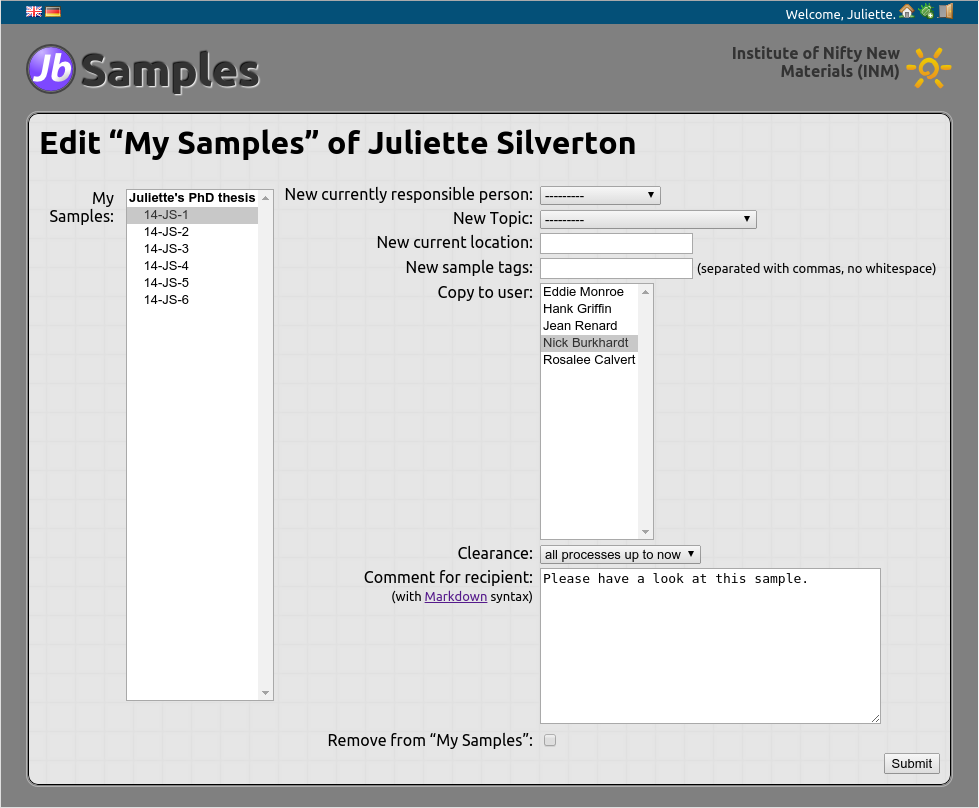 Welcome, Juliette.
Jb Samples
Institute of Nifty New
Materials (INM)
Edit “My Samples” of Juliette Silverton
My
Samples:
Juliette's PhD thesis
14-JS-1
14-JS-2
14-JS-3
14-JS-4
14-JS-5
14-JS-6
New currently responsible person: ---------
New Topic: ---------
New current location:
New sample tags: (separated with commas, no whitespace)
Copy to user:
Eddie Monroe
Hank Griffin
Jean Renard
Nick Burkhardt
Rosalee Calvert
Clearance: all processes up to now
Comment for recipient:
(with Markdown syntax)
Please have a look at this sample.
Remove from “My Samples”:
Submit